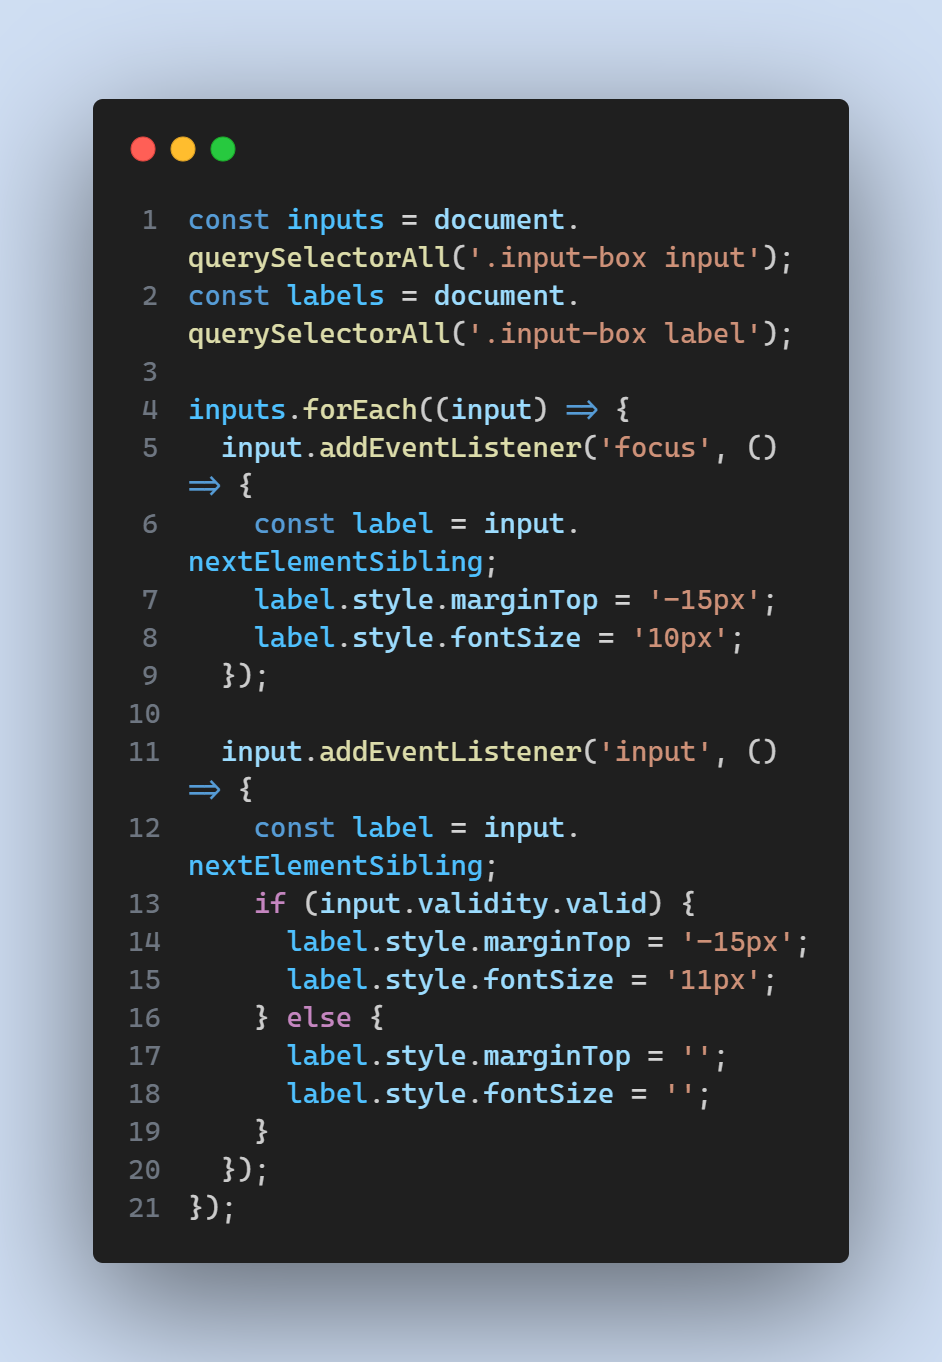 1 const inputs = document.
querySelectorAll('.input-box input');
2 const labels = document.
querySelectorAll('.input-box label');
3
4 inputs.forEach((input) => {
5   input.addEventListener('focus', ()
=> {
6     const label = input.
nextElementSibling;
7     label.style.marginTop = '-15px';
8     label.style.fontSize = '10px';
9   });
10
11   input.addEventListener('input', ()
=> {
12     const label = input.
nextElementSibling;
13     if (input.validity.valid) {
14       label.style.marginTop = '-15px';
15       label.style.fontSize = '11px';
16     } else {
17       label.style.marginTop = '';
18       label.style.fontSize = '';
19     }
20   });
21 });